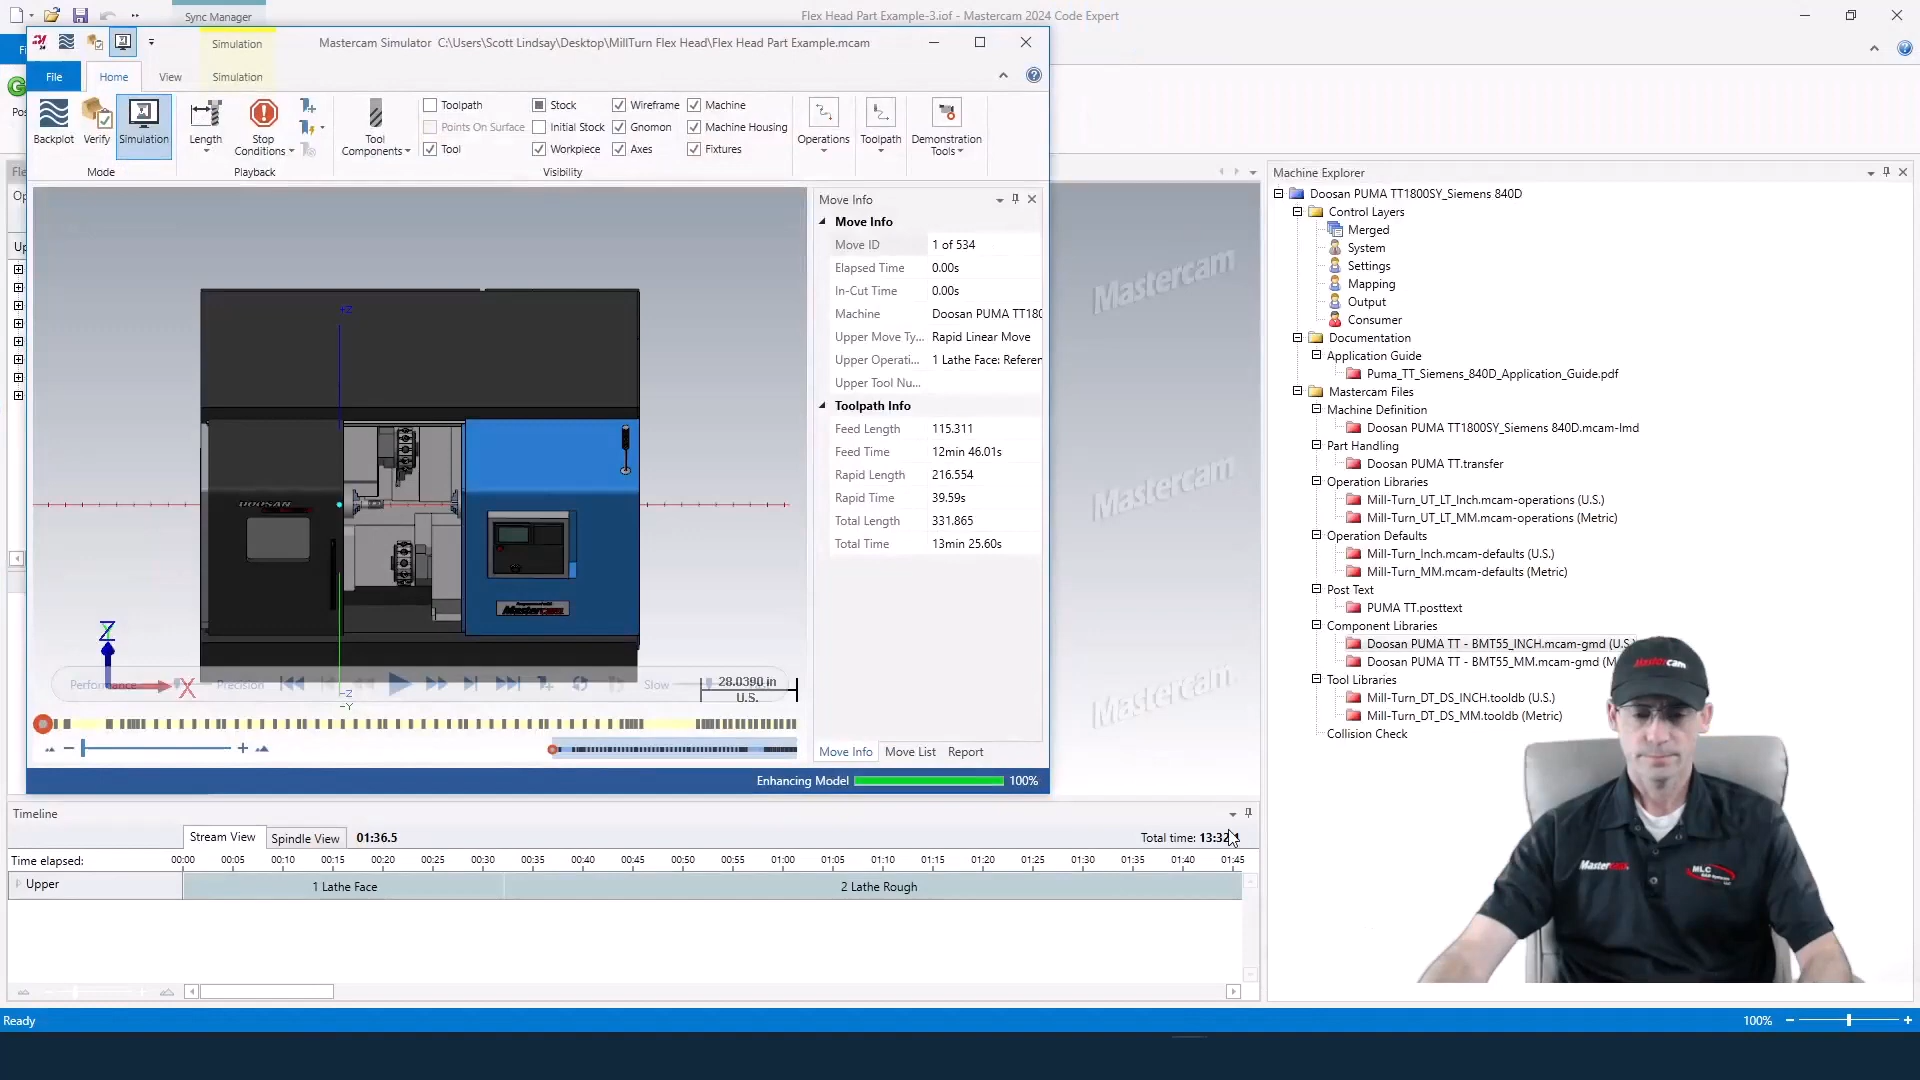 Sync Manager
Flex Head Part Example-3.iof - Mastercam 2024 Code Expert
Simulation
Mastercam Simulator C:\Users\Scott Lindsay\Desktop\MillTurn Flex Head\Flex Head Part Example.mcam
File Home View Simulation
Backplot Verify Simulation
Mode
Length Stop Conditions
Playback
Tool Components
Toolpath Stock Wireframe Machine
Points On Surface Initial Stock Gnomon Machine Housing
Tool Workpiece Axes Fixtures
Visibility
Operations Toolpath Demonstration Tools
Move Info
Move Info
Move ID 1 of 534
Elapsed Time 0.00s
In-Cut Time 0.00s
Machine Doosan PUMA TT180
Upper Move Ty... Rapid Linear Move
Upper Operati... 1 Lathe Face: Referen
Upper Tool Nu...
Toolpath Info
Feed Length 115.311
Feed Time 12min 46.01s
Rapid Length 216.554
Rapid Time 39.59s
Total Length 331.865
Total Time 13min 25.60s
Move Info Move List Report
+Z
DOOSAN
Mastercam
Z
X
-Z
-Y
Performance Precision Slow
28.0390 in
U.S.
Enhancing Model 100%
Mastercam
Mastercam
Mastercam
Machine Explorer
Doosan PUMA TT1800SY_Siemens 840D
Control Layers
Merged
System
Settings
Mapping
Output
Consumer
Documentation
Application Guide
Puma_TT_Siemens_840D_Application_Guide.pdf
Mastercam Files
Machine Definition
Doosan PUMA TT1800SY_Siemens 840D.mcam-lmd
Part Handling
Doosan PUMA TT.transfer
Operation Libraries
Mill-Turn_UT_LT_Inch.mcam-operations (U.S.)
Mill-Turn_UT_LT_MM.mcam-operations (Metric)
Operation Defaults
Mill-Turn_Inch.mcam-defaults (U.S.)
Mill-Turn_MM.mcam-defaults (Metric)
Post Text
PUMA TT.posttext
Component Libraries
Doosan PUMA TT - BMT55_INCH.mcam-gmd (U.S.
Doosan PUMA TT - BMT55_MM.mcam-gmd (M
Tool Libraries
Mill-Turn_DT_DS_INCH.tooldb (U.S.)
Mill-Turn_DT_DS_MM.tooldb (Metric)
Collision Check
Mastercam
Mastercam
MLC
Timeline
Stream View Spindle View 01:36.5 Total time: 13:32
Time elapsed: 00:00 00:05 00:10 00:15 00:20 00:25 00:30 00:35 00:40 00:45 00:50 00:55 01:00 01:05 01:10 01:15 01:20 01:25 01:30 01:35 01:40 01:45
Upper 1 Lathe Face 2 Lathe Rough
Ready 100%